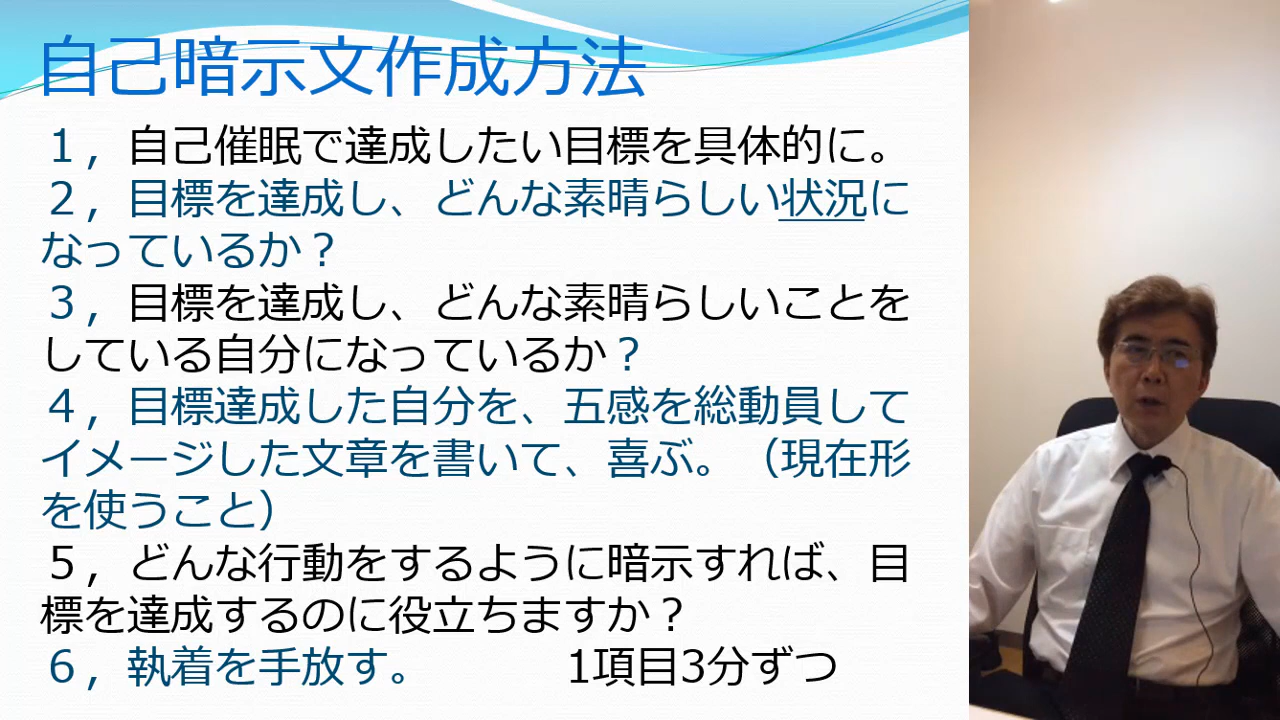 自己暗示文作成方法
１，自己催眠で達成したい目標を具体的に。
２，目標を達成し、どんな素晴らしい状況に
なっているか？
３，目標を達成し、どんな素晴らしいことを
している自分になっているか？
４，目標達成した自分を、五感を総動員して
イメージした文章を書いて、喜ぶ。（現在形
を使うこと）
５，どんな行動をするように暗示すれば、目
標を達成するのに役立ちますか？
６，執着を手放す。 1項目3分ずつ